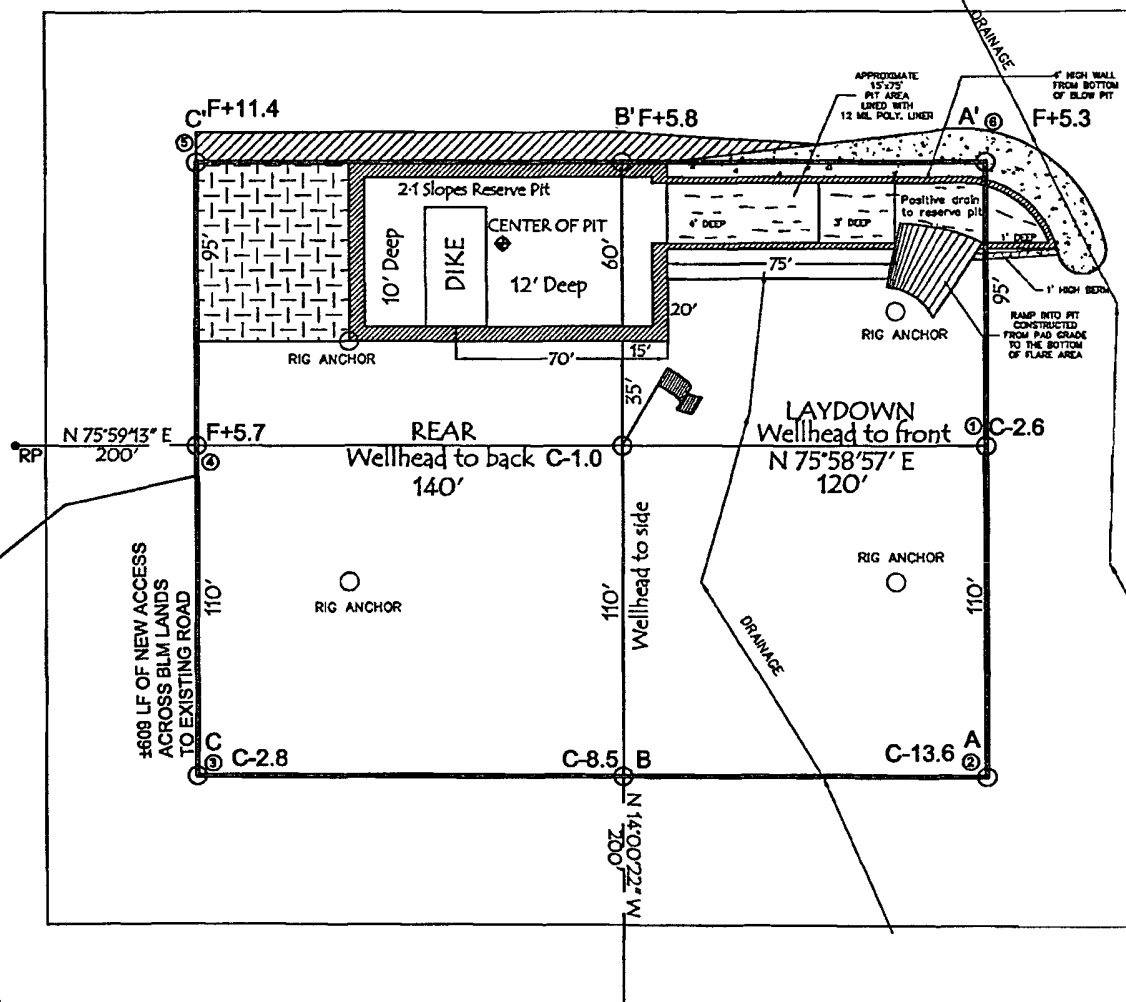 DRAINAGE
APPROXIMATE
15'x75'
PIT AREA
LINED WITH
12 MIL POLY. LINER
4' HIGH WALL
FROM BOTTOM
OF BLOW PIT
C' F+11.4
⑤
B' F+5.8
A' ⑥ F+5.3
2-1 Slopes Reserve Pit
CENTER OF PIT
95'
10' Deep
DIKE
12' Deep
60'
4' DEEP
3' DEEP
Positive drain
to reserve pit
1' DEEP
75'
95'
1' HIGH BERM
20'
RIG ANCHOR
RIG ANCHOR
RAMP INTO PIT
CONSTRUCTED
FROM PAD GRADE
TO THE BOTTOM
OF FLARE AREA
70'
15'
35'
N 75°59'13" E
RP 200'
F+5.7
④
REAR
Wellhead to back C-1.0
140'
LAYDOWN
Wellhead to front
N 75°58'57" E
120'
① C-2.6
±609 LF OF NEW ACCESS
ACROSS BLM LANDS
TO EXISTING ROAD
110'
RIG ANCHOR
110'
Wellhead to side
RIG ANCHOR
110'
DRAINAGE
C
③ C-2.8
C-8.5 B
C-13.6 A
②
N 14°00'22" W
200'